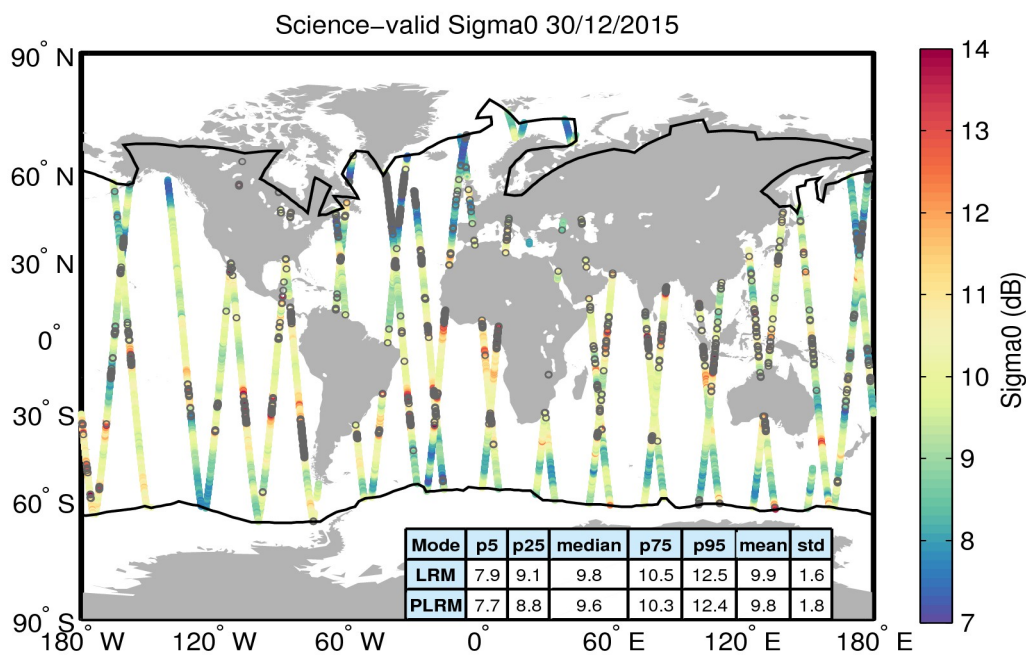 Science−valid Sigma0 30/12/2015
90° N
60° N
30° N
0°
30° S
60° S
90° S
180° W
120° W
60° W
0°
60° E
120° E
180° E
Mode p5 p25 median p75 p95 mean std
LRM 7.9 9.1 9.8 10.5 12.5 9.9 1.6
PLRM 7.7 8.8 9.6 10.3 12.4 9.8 1.8
14
13
12
11
10
9
8
7
Sigma0 (dB)